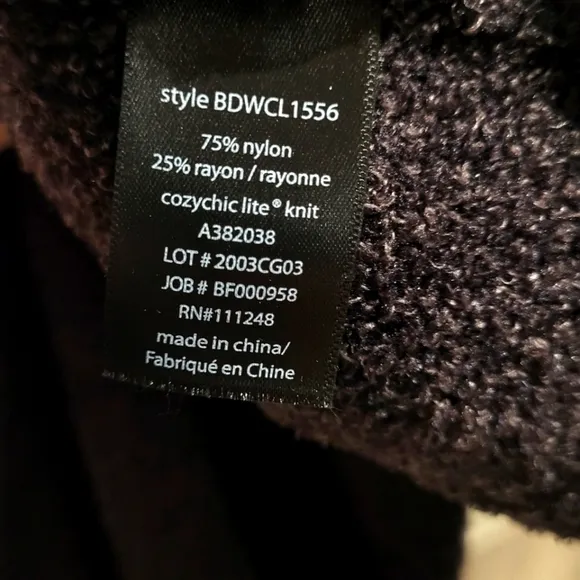 style BDWCL1556
75% nylon
25% rayon / rayonne
cozychic lite® knit
A382038
LOT # 2003CG03
JOB # BF000958
RN#111248
made in china/
Fabriqué en Chine